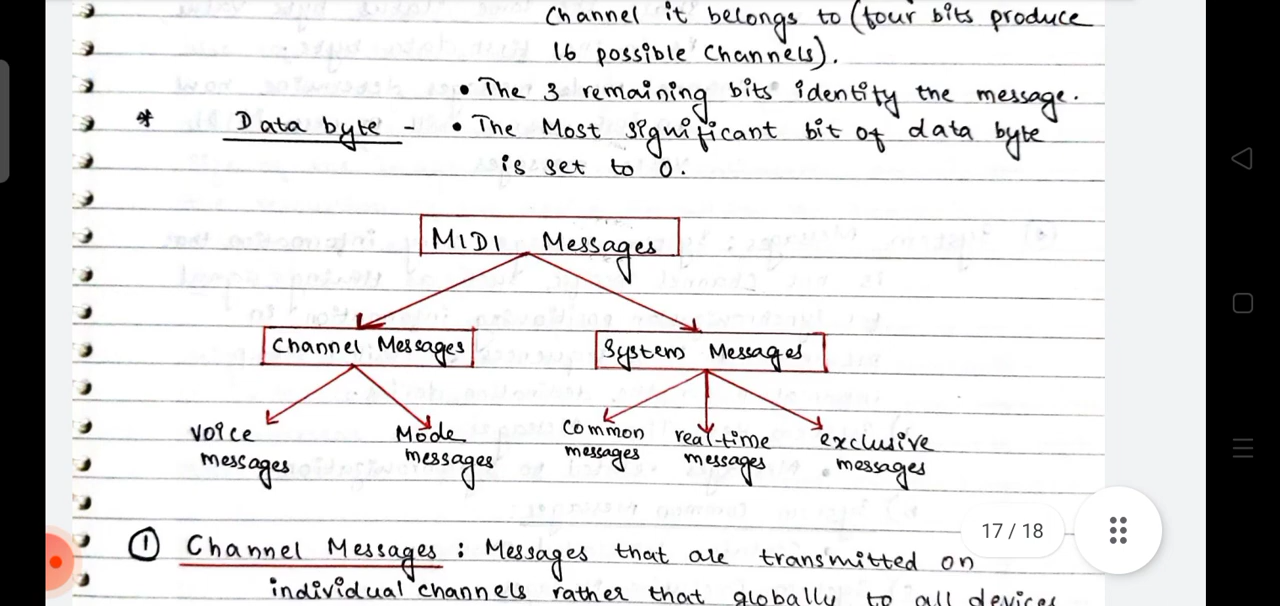 Channel it belongs to (four bits produce
16 possible Channels).
• The 3 remaining bits identity the message.
* Data byte - • The Most significant bit of data byte
is set to 0.
MIDI Messages
Channel Messages
System Messages
voice messages
Mode messages
common messages
real-time messages
exclusive messages
17 / 18
① Channel Messages : Messages that are transmitted on
individual channels rather that globally to all devices